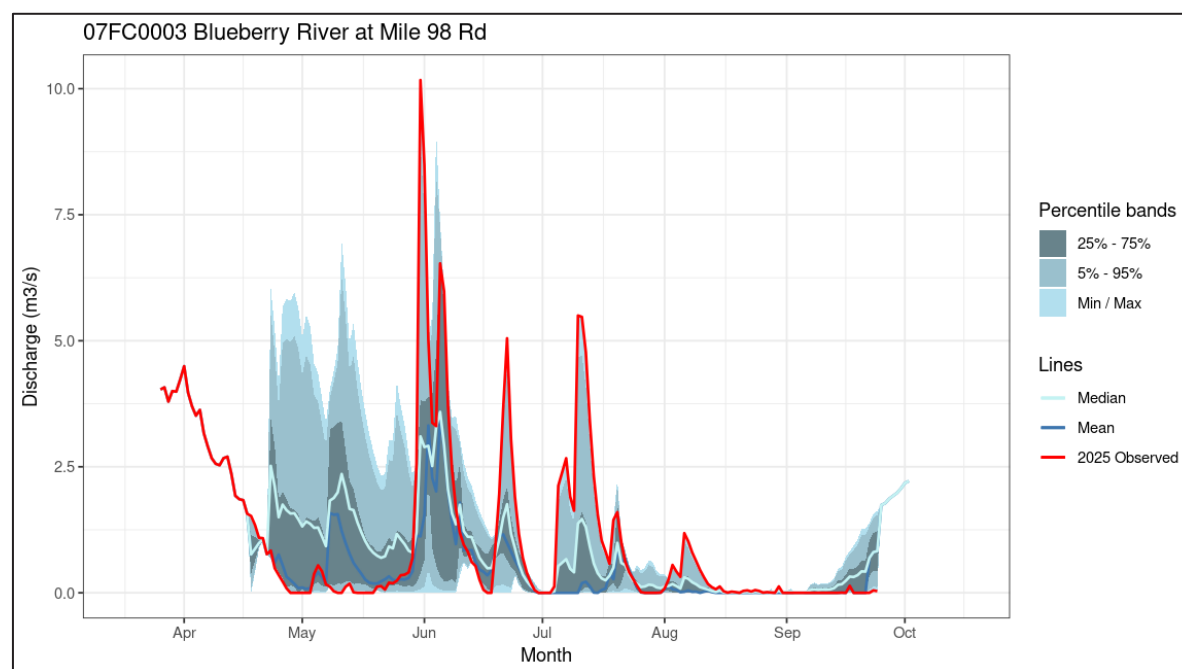 07FC0003 Blueberry River at Mile 98 Rd
10.0
7.5
5.0
2.5
0.0
Discharge (m3/s)
Apr May Jun Jul Aug Sep Oct
Month
Percentile bands
25% - 75%
5% - 95%
Min / Max
Lines
Median
Mean
2025 Observed